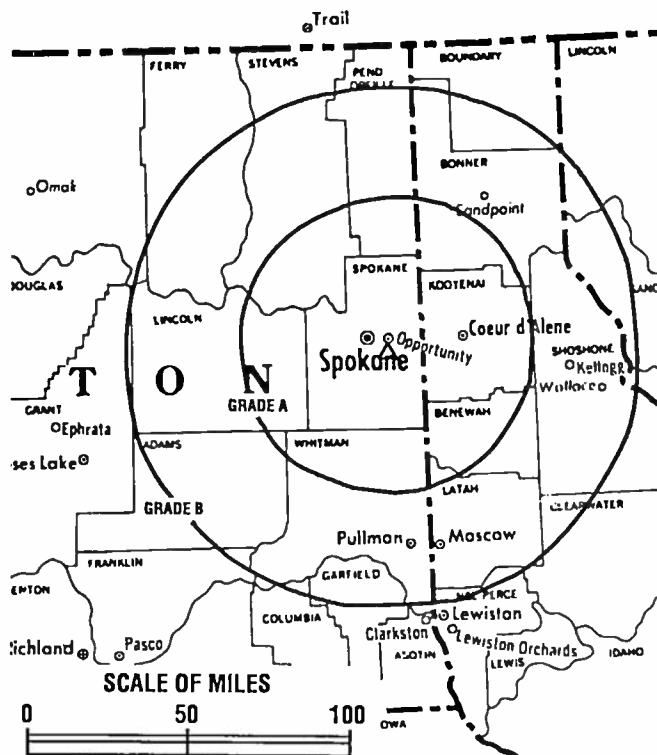 Trail
FERRY
STEVENS
PEND OREILLE
BOUNDARY
LINCOLN
BONNER
Omak
Sandpoint
DOUGLAS
SPOKANE
KOOTENAI
LINCOLN
Spokane
Opportunity
Coeur d'Alene
SHOSHONE
Kellogg
Wallace
T O N
GRADE A
GRANT
Ephrata
BENEWAH
ADAMS
WHITMAN
ses Lake
LATAH
GRADE B
CLEARWATER
Pullman
Moscow
FRANKLIN
GARFIELD
ENTON
NEZ PERCE
COLUMBIA
Lewiston
Clarkston
Lewiston Orchards
ichland
Pasco
ASOTIN
LEWIS
IDAHO
SCALE OF MILES
0 50 100
OWA